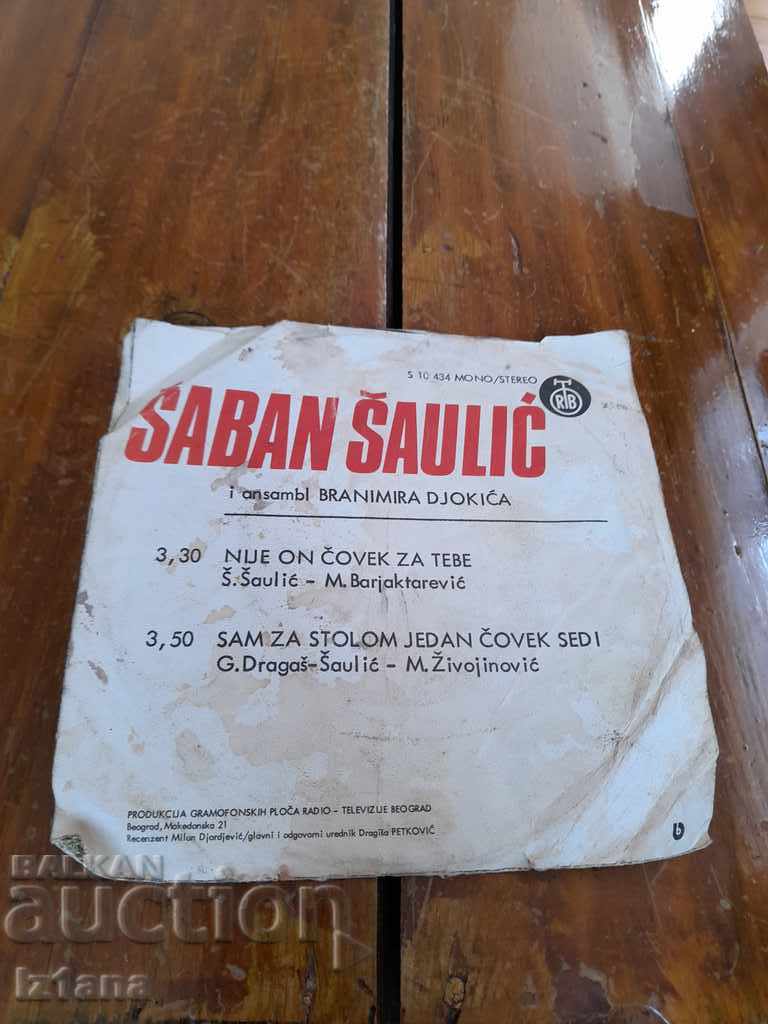 S 10 434 MONO/STEREO
RTB
ŠABAN ŠAULIĆ
i ansambl BRANIMIRA DJOKIĆA
3,30 NIJE ON ČOVEK ZA TEBE
Š.Šaulić – M.Barjaktarević
3,50 SAM ZA STOLOM JEDAN ČOVEK SEDI
G.Dragaš-Šaulić – M.Živojinović
PRODUKCIJA GRAMOFONSKIH PLOČA RADIO – TELEVIZIJE BEOGRAD
Beograd, Makedonska 21
Recenzent Milan Djordjević/glavni i odgovorni urednik Dragiša PETKOVIĆ
b
BALKAN
auction
iz1ana